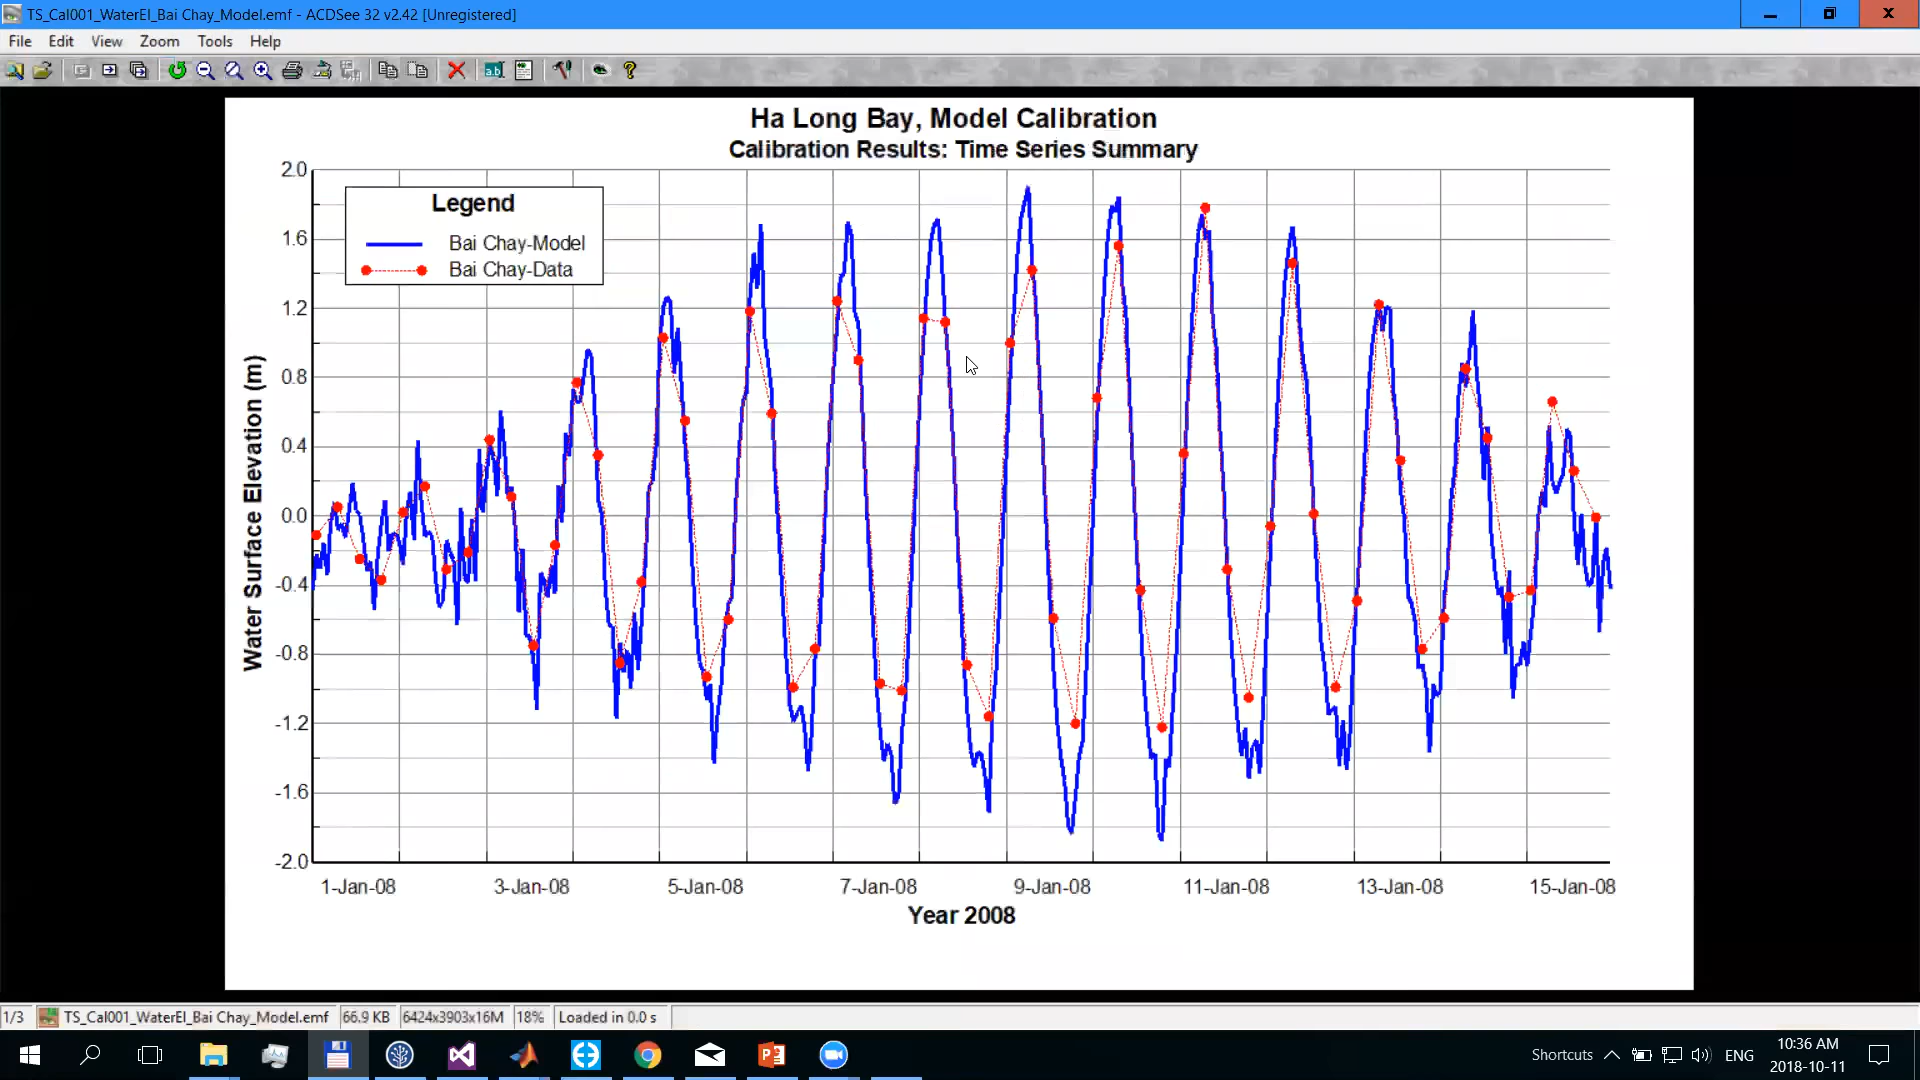 TS_Cal001_WaterEl_Bai Chay_Model.emf - ACDSee 32 v2.42 [Unregistered]
File Edit View Zoom Tools Help
Ha Long Bay, Model Calibration
Calibration Results: Time Series Summary
Legend
Bai Chay-Model
Bai Chay-Data
Water Surface Elevation (m)
2.0
1.6
1.2
0.8
0.4
0.0
-0.4
-0.8
-1.2
-1.6
-2.0
1-Jan-08 3-Jan-08 5-Jan-08 7-Jan-08 9-Jan-08 11-Jan-08 13-Jan-08 15-Jan-08
Year 2008
1/3 TS_Cal001_WaterEl_Bai Chay_Model.emf 66.9 KB 6424x3903x16M 18% Loaded in 0.0 s
Shortcuts ENG 10:36 AM
2018-10-11